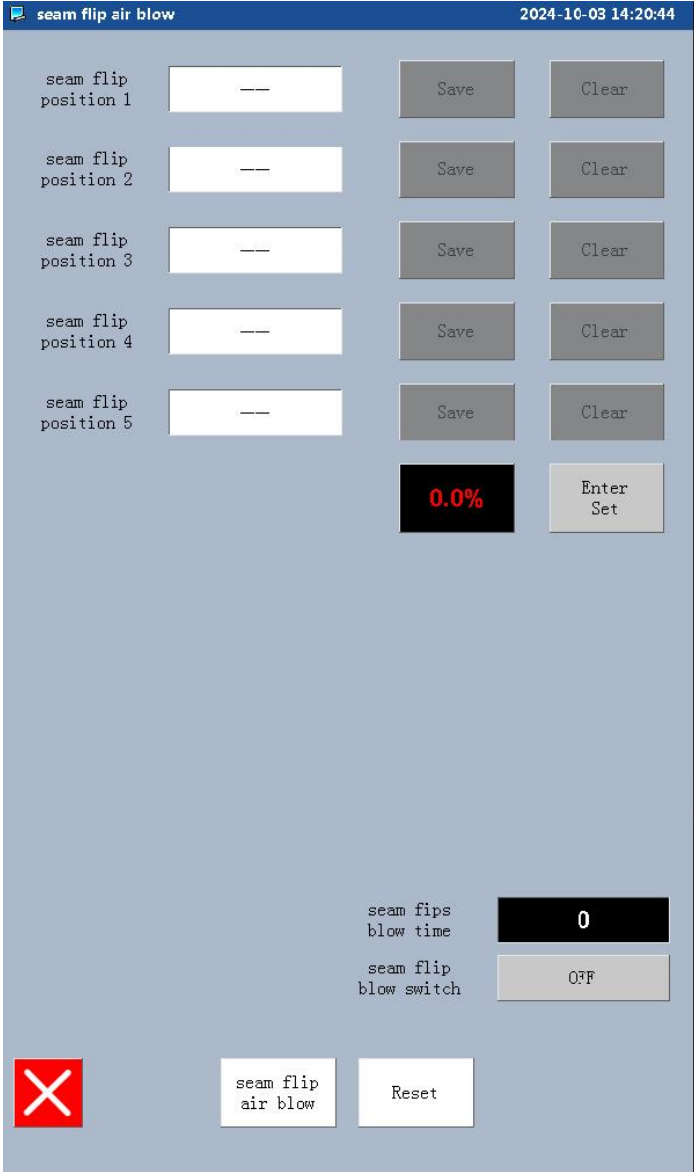 seam flip air blow 2024-10-03 14:20:44
seam flip
position 1
——
Save
Clear
seam flip
position 2
——
Save
Clear
seam flip
position 3
——
Save
Clear
seam flip
position 4
——
Save
Clear
seam flip
position 5
——
Save
Clear
0.0%
Enter
Set
seam fips
blow time
0
seam flip
blow switch
OFF
seam flip
air blow
Reset